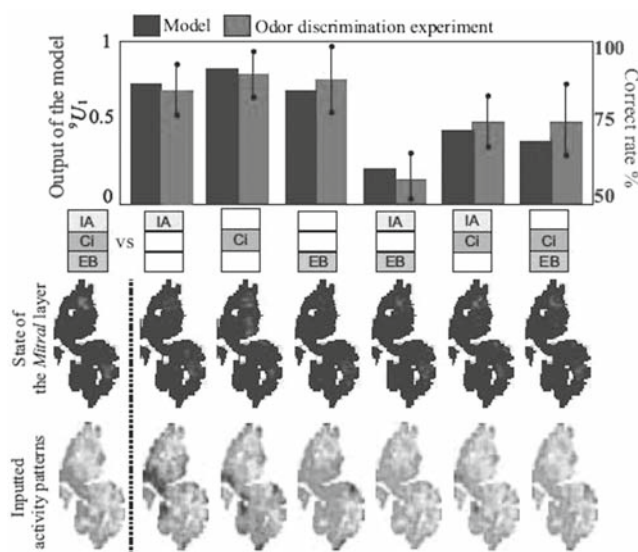 Model Odor discrimination experiment
Output of the model
⁹U₁
1
0.5
0
100
75
50
Correct rate %
IA
Ci
EB
vs
IA
Ci
EB
IA
EB
IA
Ci
Ci
EB
State of
the Mitral layer
Inputted
activity patterns